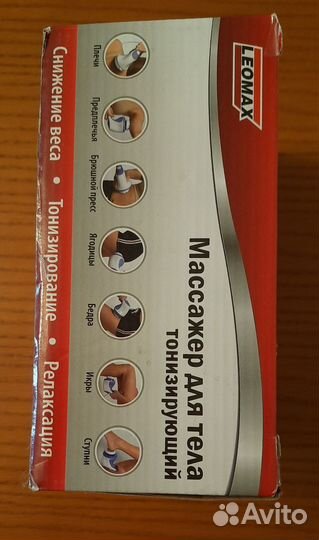 LEOMAX
Массажер для тела
тонизирующий
Плечи
Предплечья
Брюшной пресс
Ягодицы
Бедра
Икры
Ступни
Снижение веса • Тонизирование • Релаксация
Avito